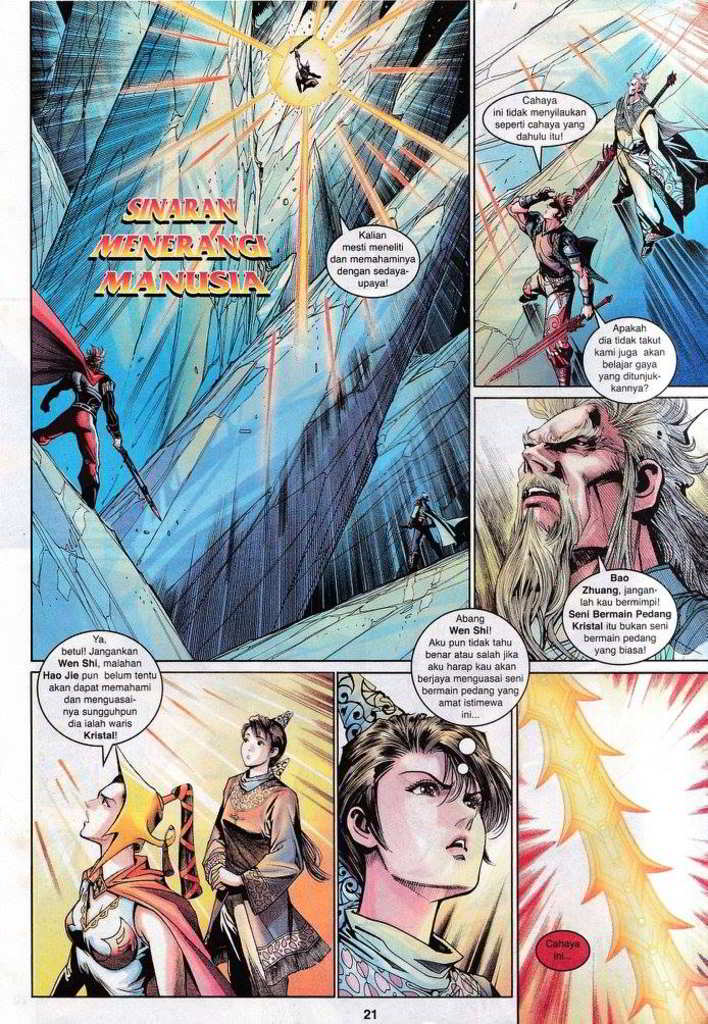 SINARAN
MENERANGI
MANUSIA
Kalian
mesti meneliti
dan memahaminya
dengan sedaya-
upaya!
Cahaya
ini tidak menyilaukan
seperti cahaya yang
dahulu itu!
Apakah
dia tidak takut
kami juga akan
belajar gaya
yang ditunjuk-
kannya?
Bao
Zhuang, jangan-
lah kau bermimpi!
Seni Bermain Pedang
Kristal itu bukan seni
bermain pedang
yang biasa!
Ya,
betul! Jangankan
Wen Shi, malahan
Hao Jie pun belum tentu
akan dapat memahami
dan menguasai-
nya sungguhpun
dia ialah waris
Kristal!
Abang
Wen Shi!
Aku pun tidak tahu
benar atau salah jika
aku harap kau akan
berjaya menguasai seni
bermain pedang yang
amat istimewa
ini...
Cahaya
ini...
21